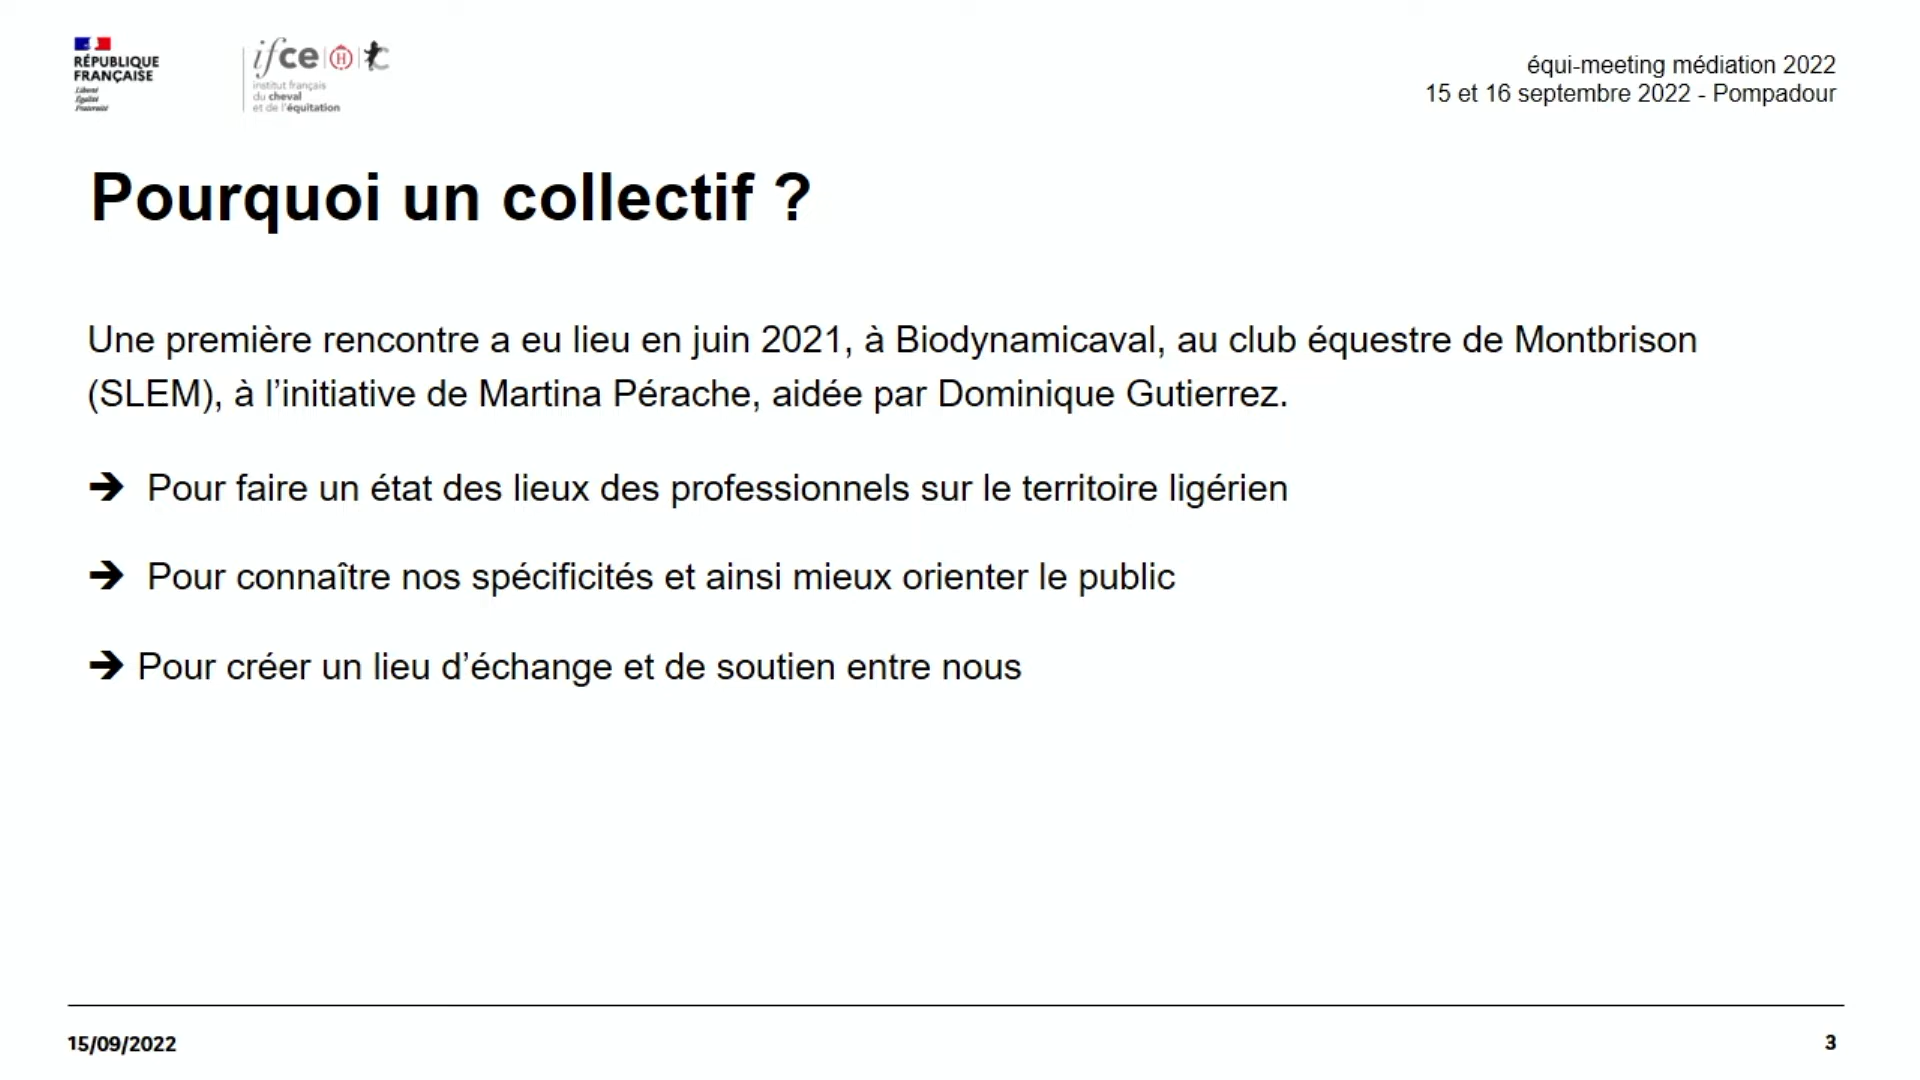 RÉPUBLIQUE
FRANÇAISE
Liberté
Égalité
Fraternité
ifce
institut français
du cheval
et de l'équitation
équi-meeting médiation 2022
15 et 16 septembre 2022 - Pompadour
Pourquoi un collectif ?
Une première rencontre a eu lieu en juin 2021, à Biodynamicaval, au club équestre de Montbrison
(SLEM), à l’initiative de Martina Pérache, aidée par Dominique Gutierrez.
➔ Pour faire un état des lieux des professionnels sur le territoire ligérien
➔ Pour connaître nos spécificités et ainsi mieux orienter le public
➔ Pour créer un lieu d’échange et de soutien entre nous
15/09/2022
3